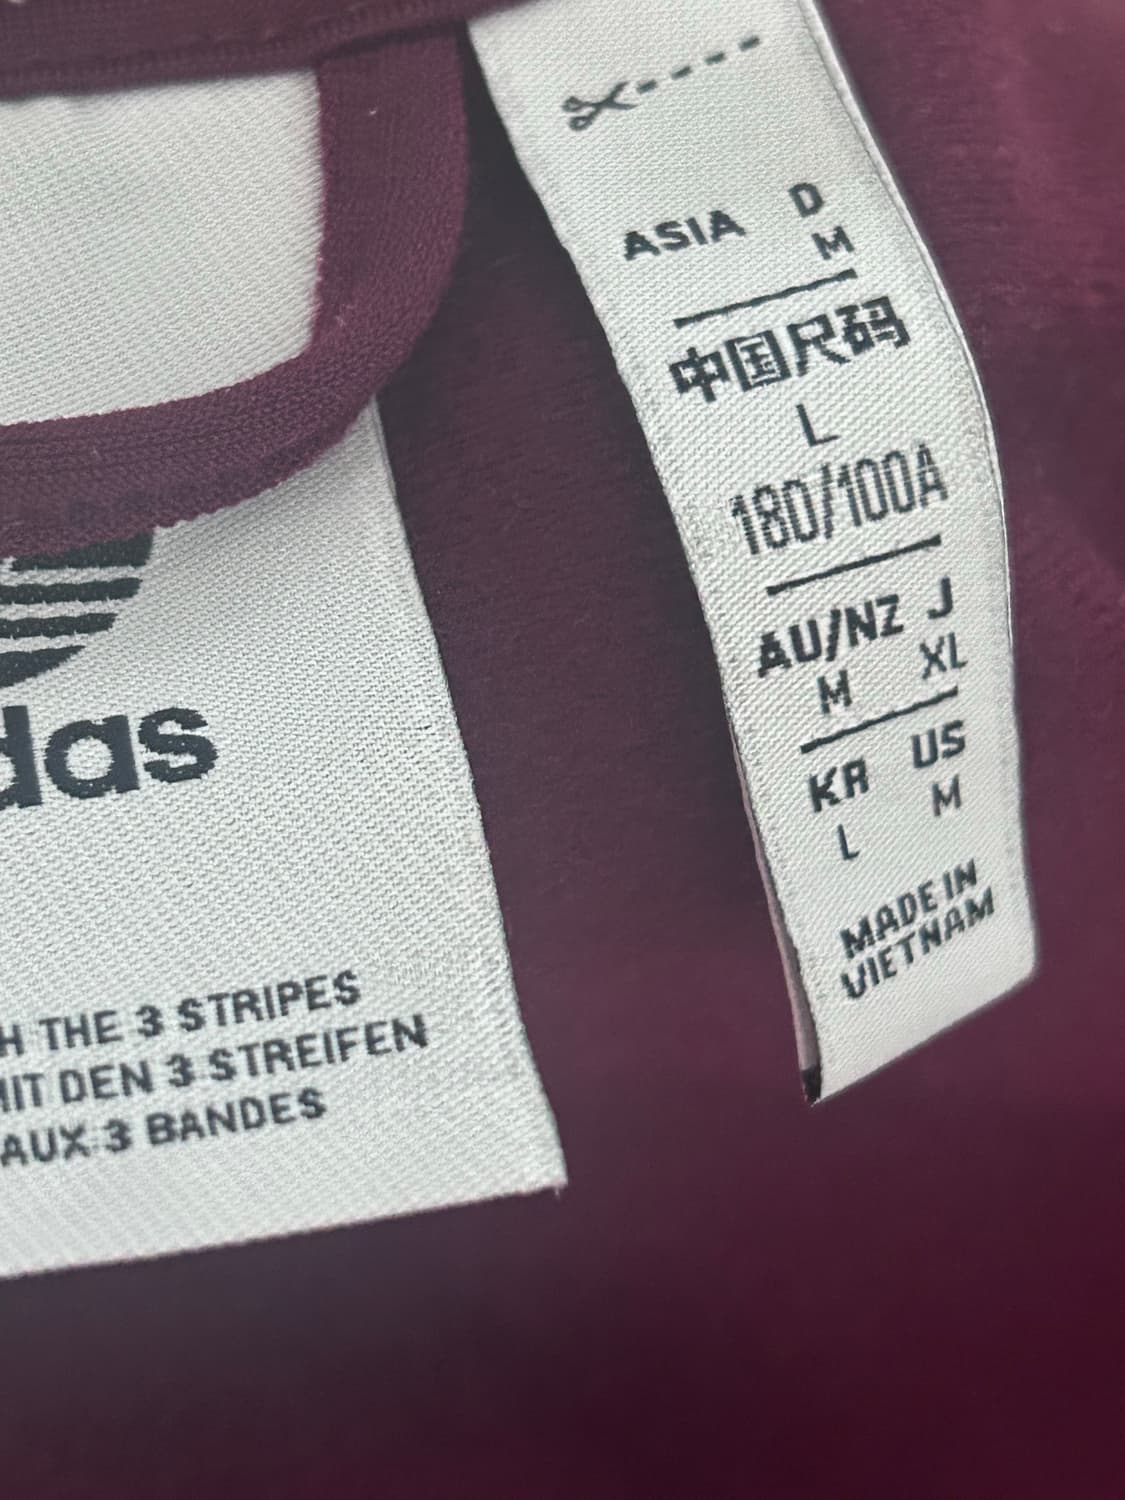 das
H THE 3 STRIPES
MIT DEN 3 STREIFEN
AUX 3 BANDES
ASIA D
M
中国尺码
L
180/100A
AU/NZ J
M XL
KR US
L M
MADE IN
VIETNAM